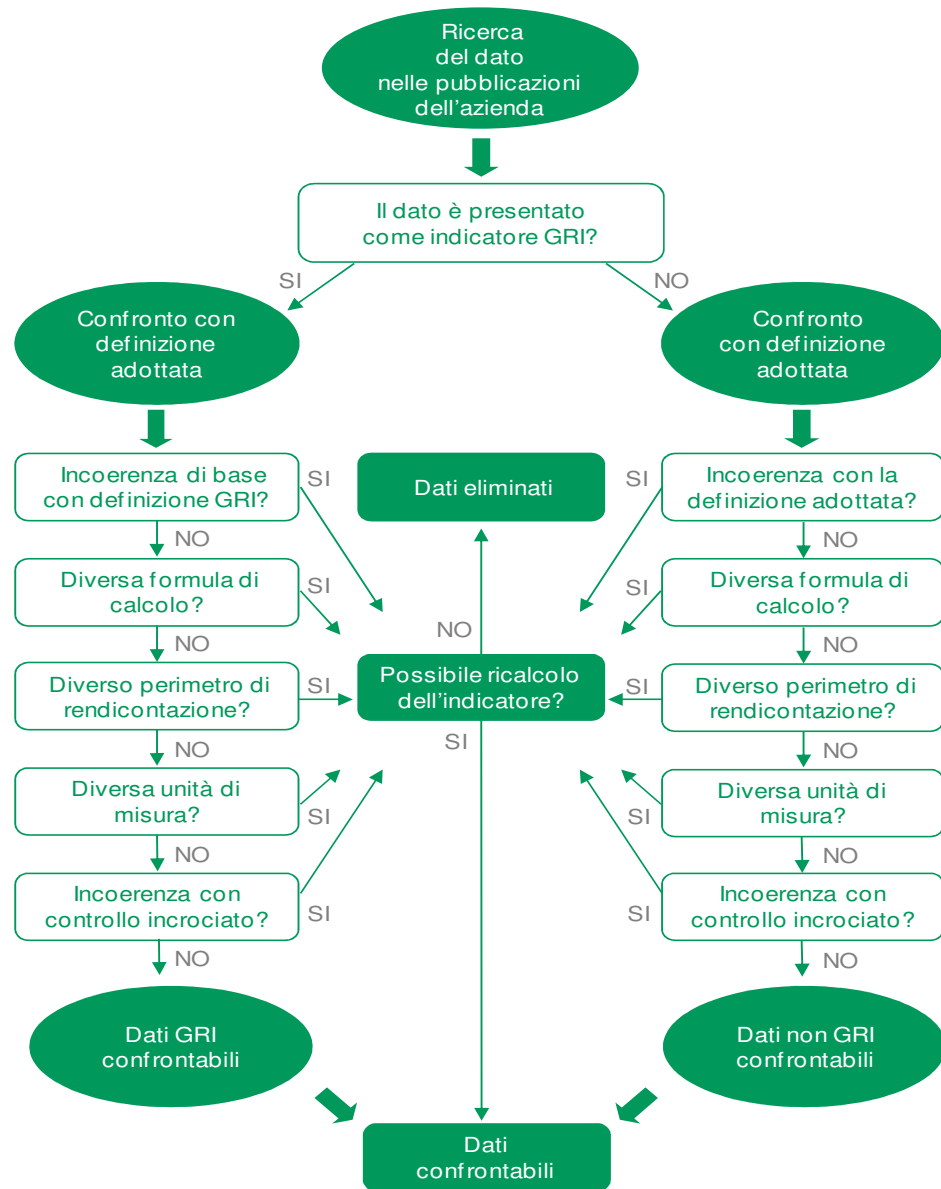 Ricerca
del dato
nelle pubblicazioni
dell'azienda
Il dato è presentato
come indicatore GRI?
SI
NO
Confronto con
definizione
adottata
Confronto
con definizione
adottata
Incoerenza di base
con definizione GRI?
SI
Dati eliminati
SI
Incoerenza con la
definizione adottata?
NO
NO
Diversa formula di
calcolo?
SI
SI
Diversa formula di
calcolo?
NO
NO
NO
Diverso perimetro di
rendicontazione?
SI
Possibile ricalcolo
dell'indicatore?
SI
Diverso perimetro di
rendicontazione?
SI
NO
NO
Diversa unità di
misura?
SI
SI
Diversa unità di
misura?
NO
NO
Incoerenza con
controllo incrociato?
SI
SI
Incoerenza con
controllo incrociato?
NO
NO
Dati GRI
confrontabili
Dati non GRI
confrontabili
Dati
confrontabili